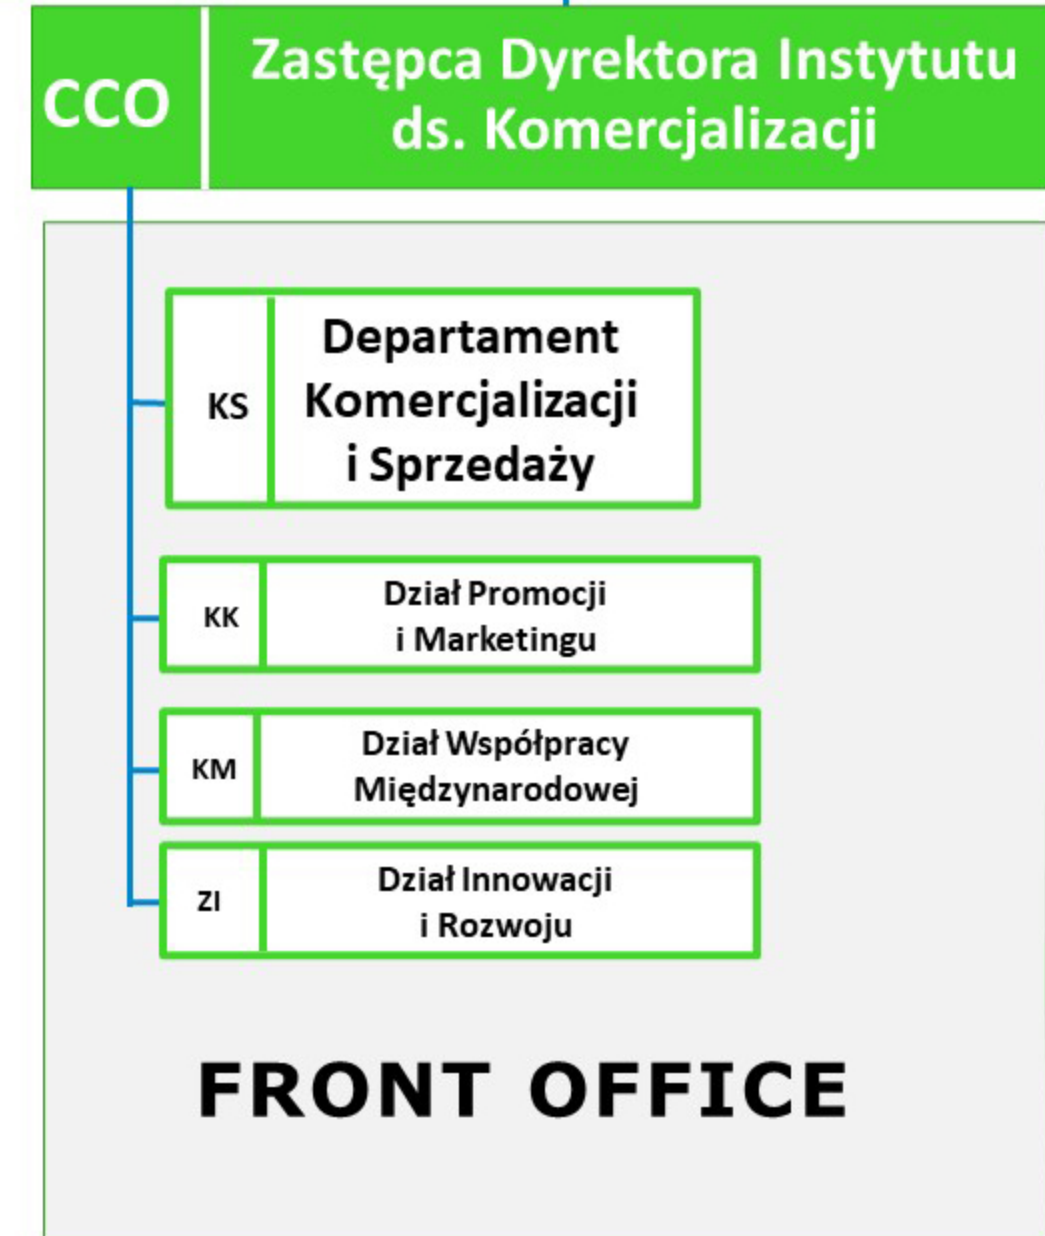 CCO
Zastępca Dyrektora Instytutu
ds. Komercjalizacji
KS
Departament
Komercjalizacji
i Sprzedaży
KK
Dział Promocji
i Marketingu
KM
Dział Współpracy
Międzynarodowej
ZI
Dział Innowacji
i Rozwoju
FRONT OFFICE